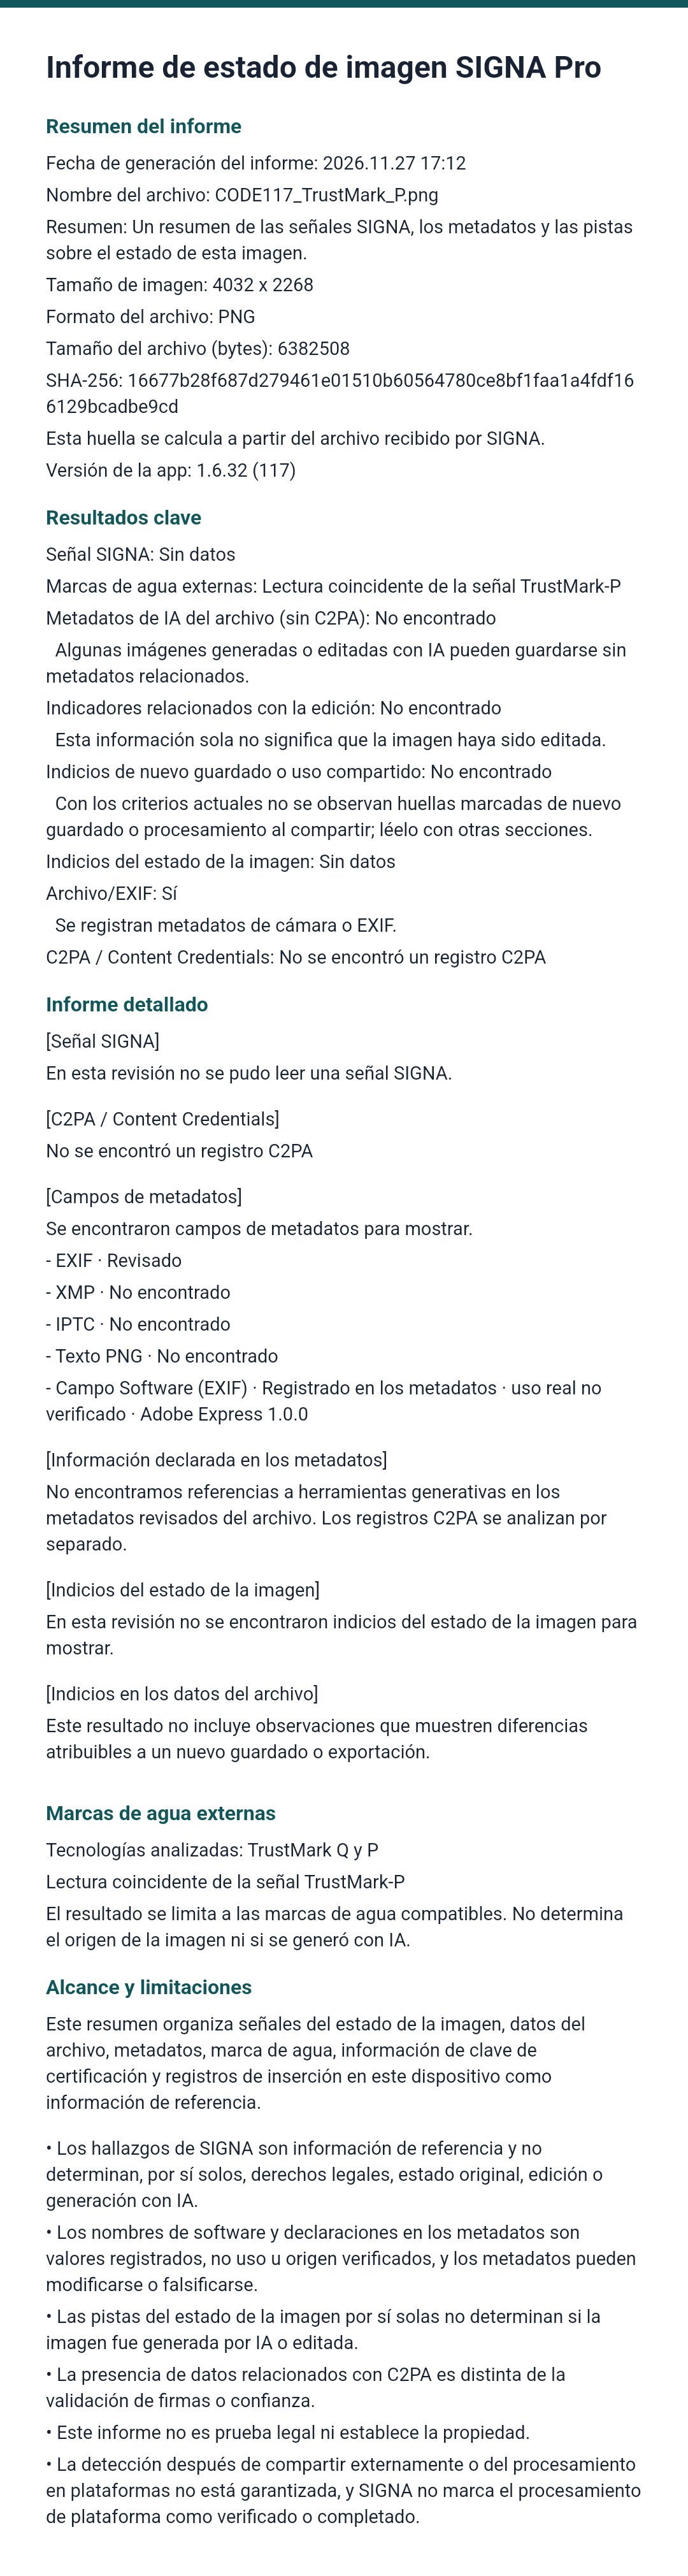 Informe de estado de imagen SIGNA Pro
Resumen del informe
Fecha de generación del informe: 2026.11.27 17:12
Nombre del archivo: CODE117_TrustMark_P.png
Resumen: Un resumen de las señales SIGNA, los metadatos y las pistas
sobre el estado de esta imagen.
Tamaño de imagen: 4032 x 2268
Formato del archivo: PNG
Tamaño del archivo (bytes): 6382508
SHA-256: 16677b28f687d279461e01510b60564780ce8bf1faa1a4fdf16
6129bcadbe9cd
Esta huella se calcula a partir del archivo recibido por SIGNA.
Versión de la app: 1.6.32 (117)
Resultados clave
Señal SIGNA: Sin datos
Marcas de agua externas: Lectura coincidente de la señal TrustMark-P
Metadatos de IA del archivo (sin C2PA): No encontrado
Algunas imágenes generadas o editadas con IA pueden guardarse sin
metadatos relacionados.
Indicadores relacionados con la edición: No encontrado
Esta información sola no significa que la imagen haya sido editada.
Indicios de nuevo guardado o uso compartido: No encontrado
Con los criterios actuales no se observan huellas marcadas de nuevo
guardado o procesamiento al compartir; léelo con otras secciones.
Indicios del estado de la imagen: Sin datos
Archivo/EXIF: Sí
Se registran metadatos de cámara o EXIF.
C2PA / Content Credentials: No se encontró un registro C2PA
Informe detallado
[Señal SIGNA]
En esta revisión no se pudo leer una señal SIGNA.
[C2PA / Content Credentials]
No se encontró un registro C2PA
[Campos de metadatos]
Se encontraron campos de metadatos para mostrar.
- EXIF · Revisado
- XMP · No encontrado
- IPTC · No encontrado
- Texto PNG · No encontrado
- Campo Software (EXIF) · Registrado en los metadatos · uso real no
verificado · Adobe Express 1.0.0
[Información declarada en los metadatos]
No encontramos referencias a herramientas generativas en los
metadatos revisados del archivo. Los registros C2PA se analizan por
separado.
[Indicios del estado de la imagen]
En esta revisión no se encontraron indicios del estado de la imagen para
mostrar.
[Indicios en los datos del archivo]
Este resultado no incluye observaciones que muestren diferencias
atribuibles a un nuevo guardado o exportación.
Marcas de agua externas
Tecnologías analizadas: TrustMark Q y P
Lectura coincidente de la señal TrustMark-P
El resultado se limita a las marcas de agua compatibles. No determina
el origen de la imagen ni si se generó con IA.
Alcance y limitaciones
Este resumen organiza señales del estado de la imagen, datos del
archivo, metadatos, marca de agua, información de clave de
certificación y registros de inserción en este dispositivo como
información de referencia.
• Los hallazgos de SIGNA son información de referencia y no
determinan, por sí solos, derechos legales, estado original, edición o
generación con IA.
• Los nombres de software y declaraciones en los metadatos son
valores registrados, no uso u origen verificados, y los metadatos pueden
modificarse o falsificarse.
• Las pistas del estado de la imagen por sí solas no determinan si la
imagen fue generada por IA o editada.
• La presencia de datos relacionados con C2PA es distinta de la
validación de firmas o confianza.
• Este informe no es prueba legal ni establece la propiedad.
• La detección después de compartir externamente o del procesamiento
en plataformas no está garantizada, y SIGNA no marca el procesamiento
de plataforma como verificado o completado.